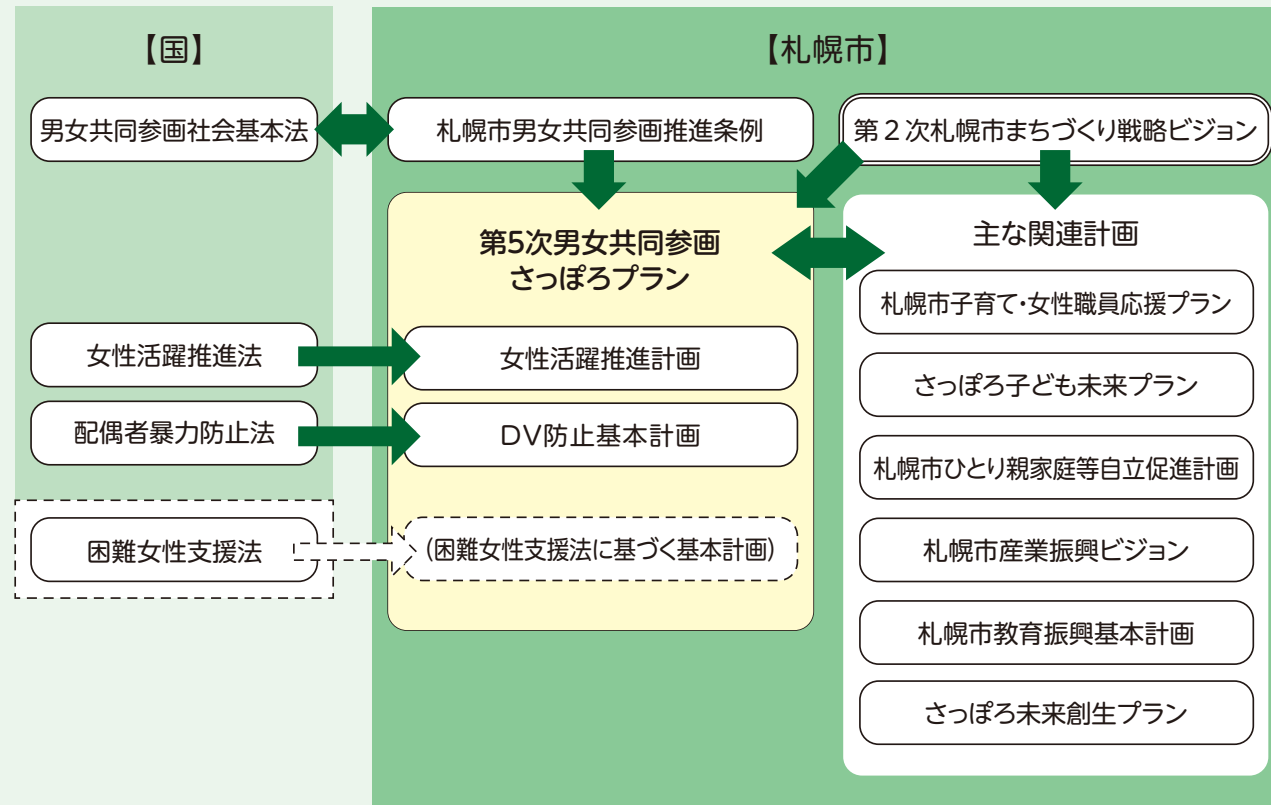 【国】
【札幌市】
男女共同参画社会基本法
札幌市男女共同参画推進条例
第2次札幌市まちづくり戦略ビジョン
第5次男女共同参画
さっぽろプラン
主な関連計画
女性活躍推進法
女性活躍推進計画
配偶者暴力防止法
DV防止基本計画
困難女性支援法
(困難女性支援法に基づく基本計画)
札幌市子育て・女性職員応援プラン
さっぽろ子ども未来プラン
札幌市ひとり親家庭等自立促進計画
札幌市産業振興ビジョン
札幌市教育振興基本計画
さっぽろ未来創生プラン